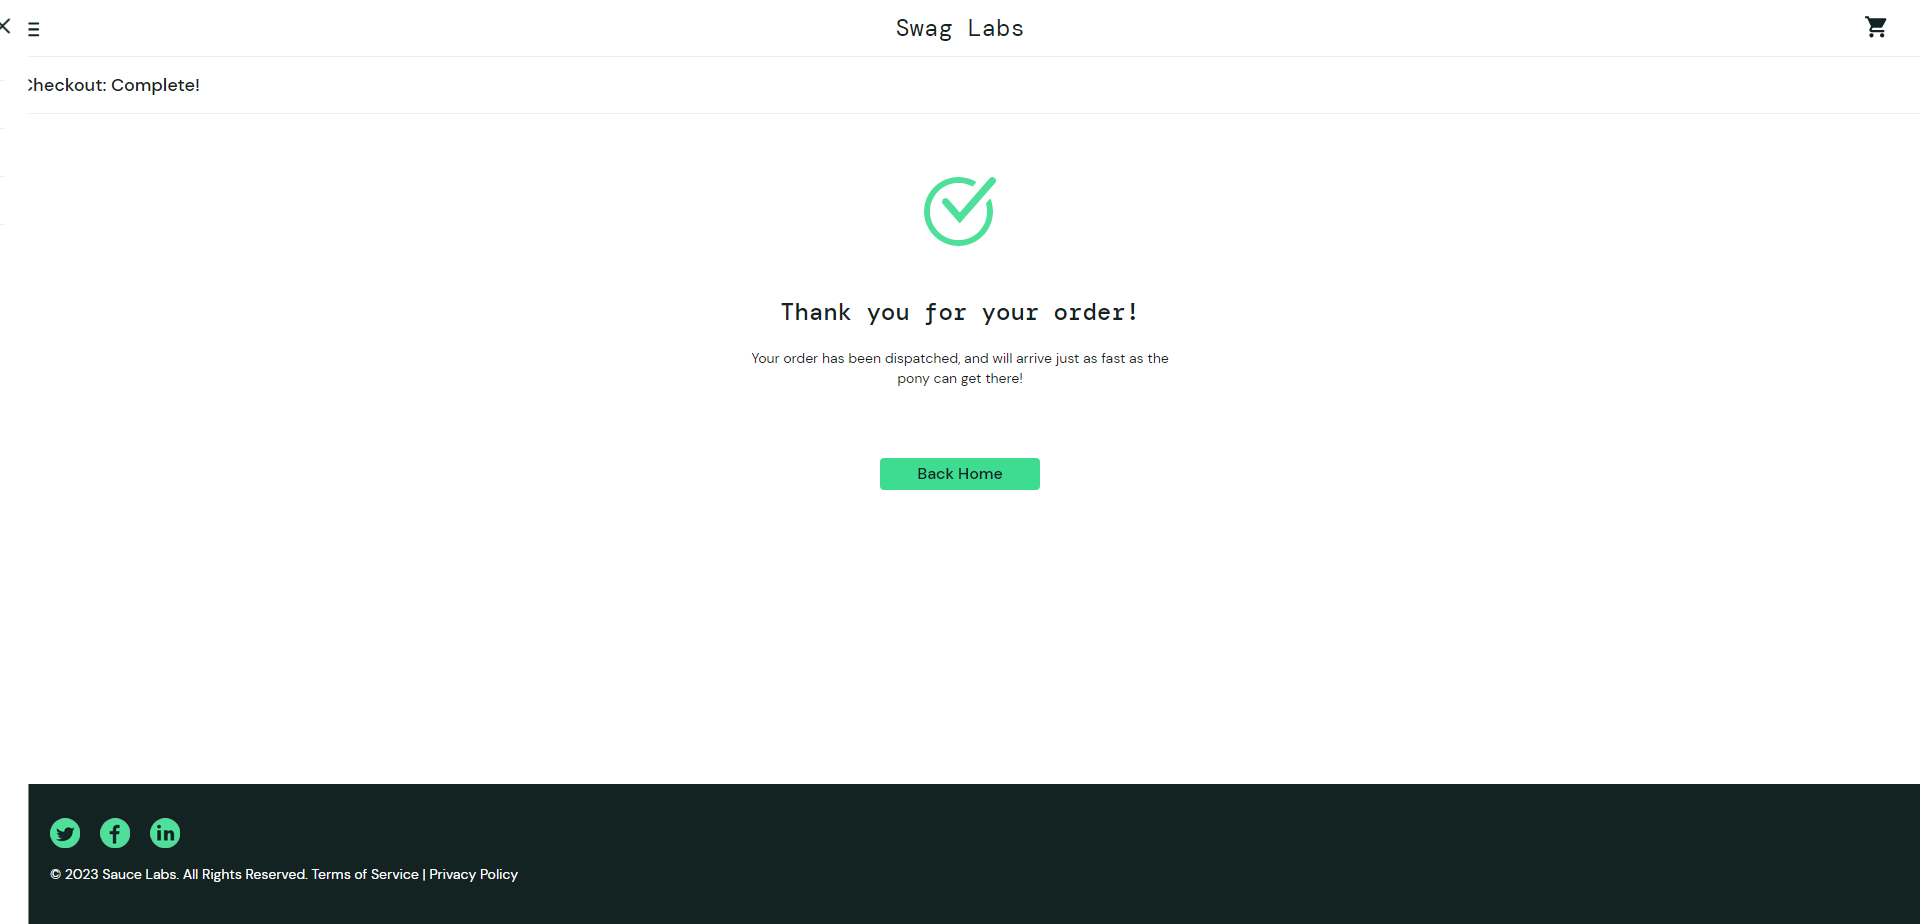 Swag Labs
Checkout: Complete!
Thank you for your order!
Your order has been dispatched, and will arrive just as fast as the
pony can get there!
Back Home
© 2023 Sauce Labs. All Rights Reserved. Terms of Service | Privacy Policy